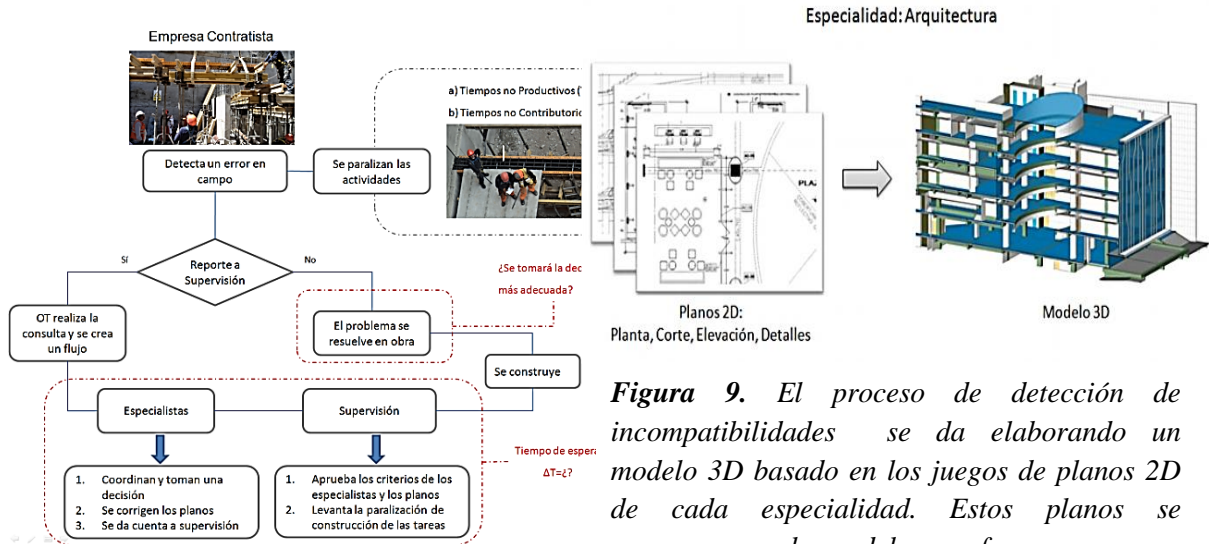 Empresa Contratista
a) Tiempos no Productivos
b) Tiempos no
Detecta un error en
campo
Se paralizan las
actividades
Reporte a
Supervisión
Sí
No
¿Se tomará la
más adecuada?
OT realiza la
consulta y se crea
un flujo
El problema se
resuelve en obra
Se construye
Especialistas
Supervisión
Tiempo de
ΔT=¿?
1. Coordinan y toman una
decisión
2. Se corrigen los planos
3. Se da cuenta a supervisión
1. Aprueba los criterios de los
especialistas y los planos
2. Levanta la paralización de
construcción de las tareas
Especialidad: Arquitectura
Planos 2D:
Planta, Corte, Elevación, Detalles
Modelo 3D
Figura 9. El proceso de detección de
incompatibilidades se da elaborando un
modelo 3D basado en los juegos de planos 2D
de cada especialidad. Estos planos se